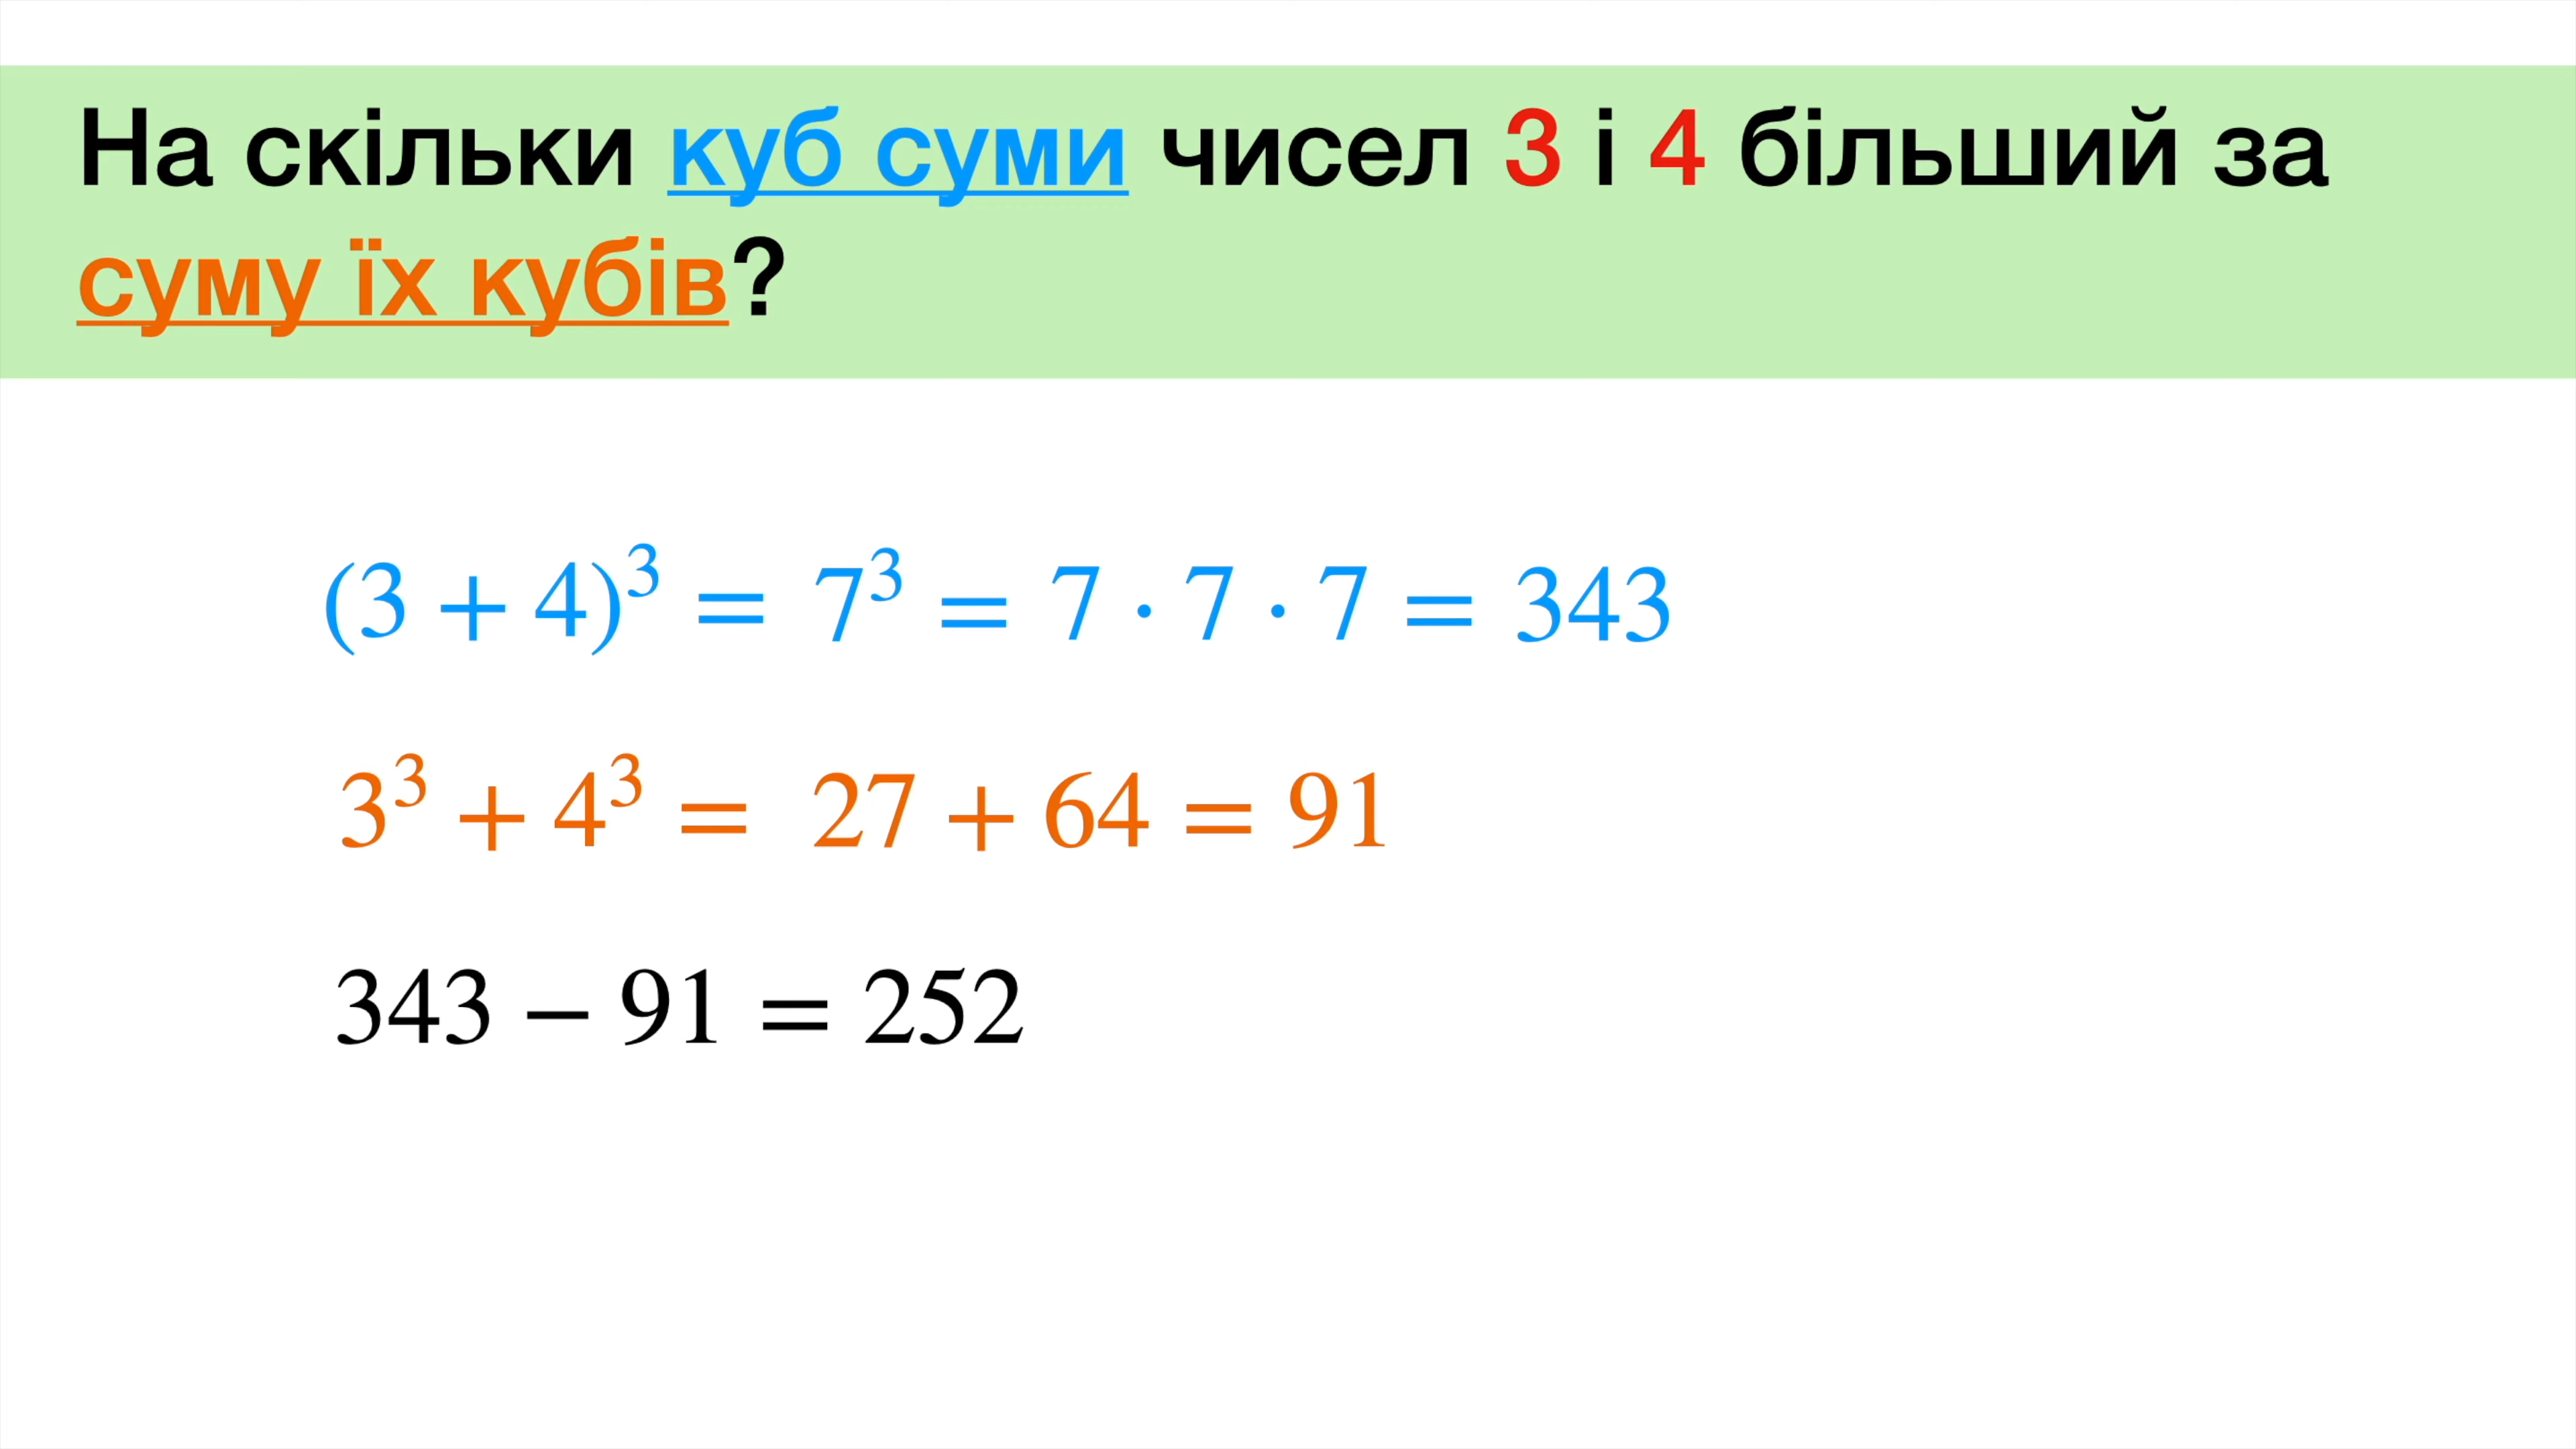 На скільки куб суми чисел 3 і 4 більший за
суму їх кубів?
(3 + 4)³ = 7³ = 7 · 7 · 7 = 343
3³ + 4³ = 27 + 64 = 91
343 − 91 = 252